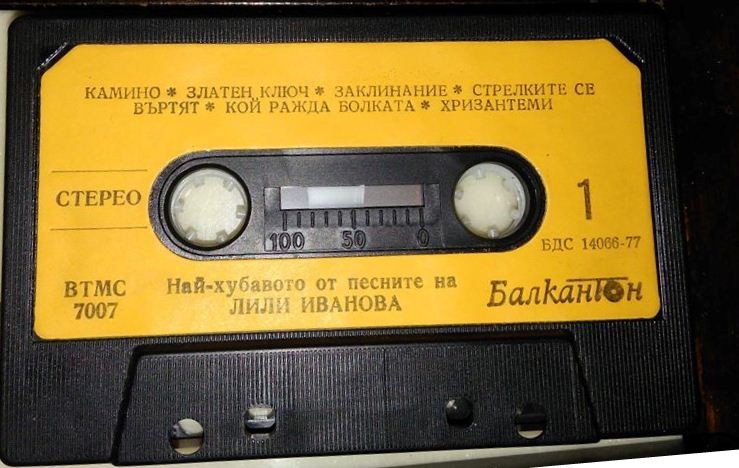 КАМИНО * ЗЛАТЕН КЛЮЧ * ЗАКЛИНАНИЕ * СТРЕЛКИТЕ СЕ
ВЪРТЯТ * КОЙ РАЖДА БОЛКАТА * ХРИЗАНТЕМИ
СТЕРЕО
100 50 0
1
БДС 14066-77
ВТМС
7007
Най-хубавото от песните на
ЛИЛИ ИВАНОВА
Балкантон